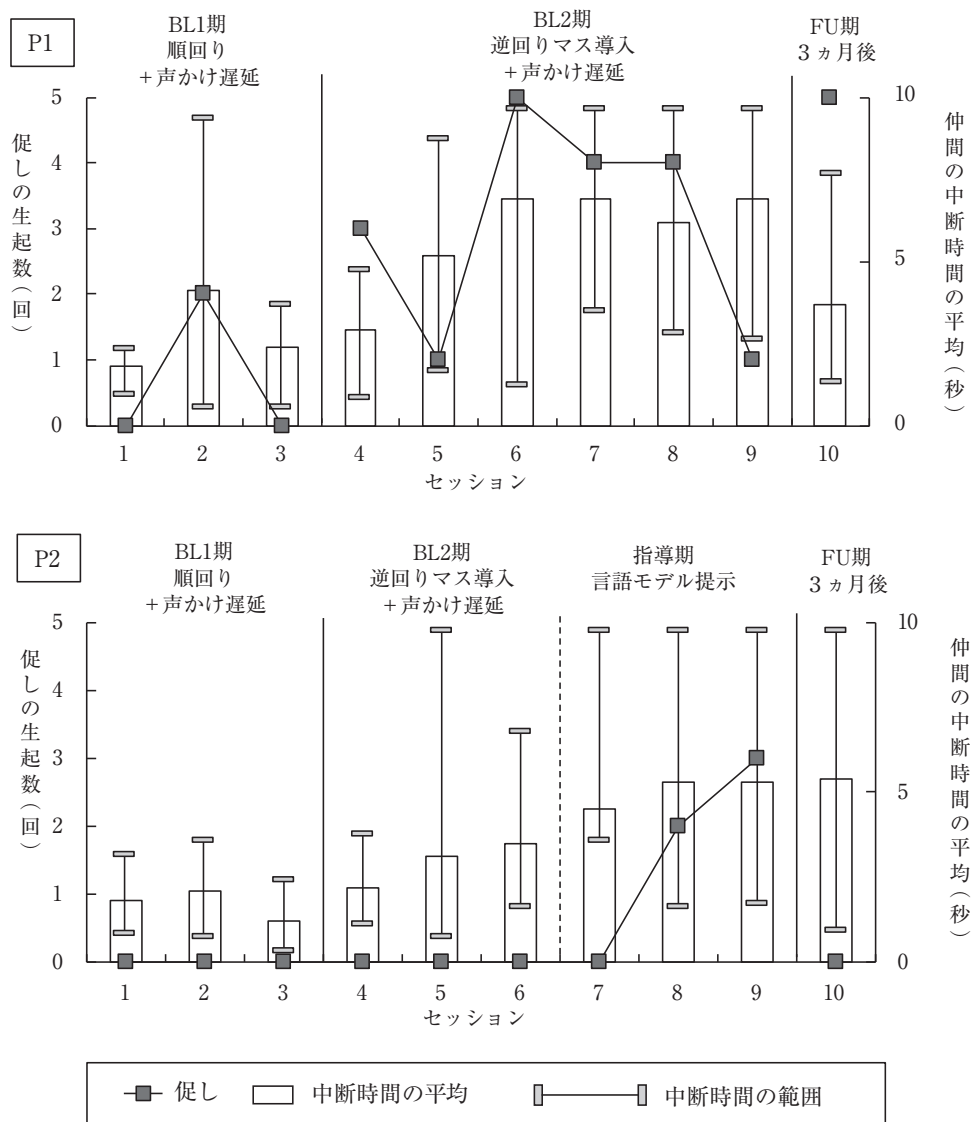 P1
BL1期
順回り
+声かけ遅延
BL2期
逆回りマス導入
+声かけ遅延
FU期
3ヵ月後
促しの生起数(回)
5
4
3
2
1
0
10
5
0
仲間の中断時間の平均(秒)
1 2 3 4 5 6 7 8 9 10
セッション
P2
BL1期
順回り
+声かけ遅延
BL2期
逆回りマス導入
+声かけ遅延
指導期
言語モデル提示
FU期
3ヵ月後
促しの生起数(回)
5
4
3
2
1
0
10
5
0
仲間の中断時間の平均(秒)
1 2 3 4 5 6 7 8 9 10
セッション
促し 中断時間の平均 中断時間の範囲